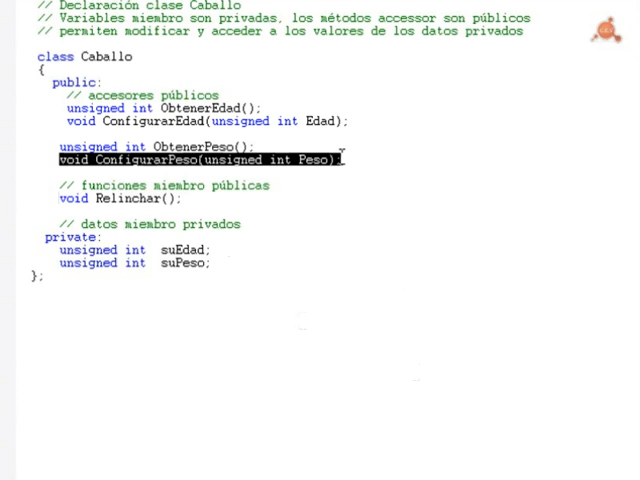 // Declaración clase Caballo
// Variables miembro son privadas, los métodos accessor son públicos
// permiten modificar y acceder a los valores de los datos privados
class Caballo
{
public:
// accesores públicos
unsigned int ObtenerEdad();
void ConfigurarEdad(unsigned int Edad);
unsigned int ObtenerPeso();
void ConfigurarPeso(unsigned int Peso);
// funciones miembro públicas
void Relinchar();
// datos miembro privados
private:
unsigned int suEdad;
unsigned int suPeso;
};